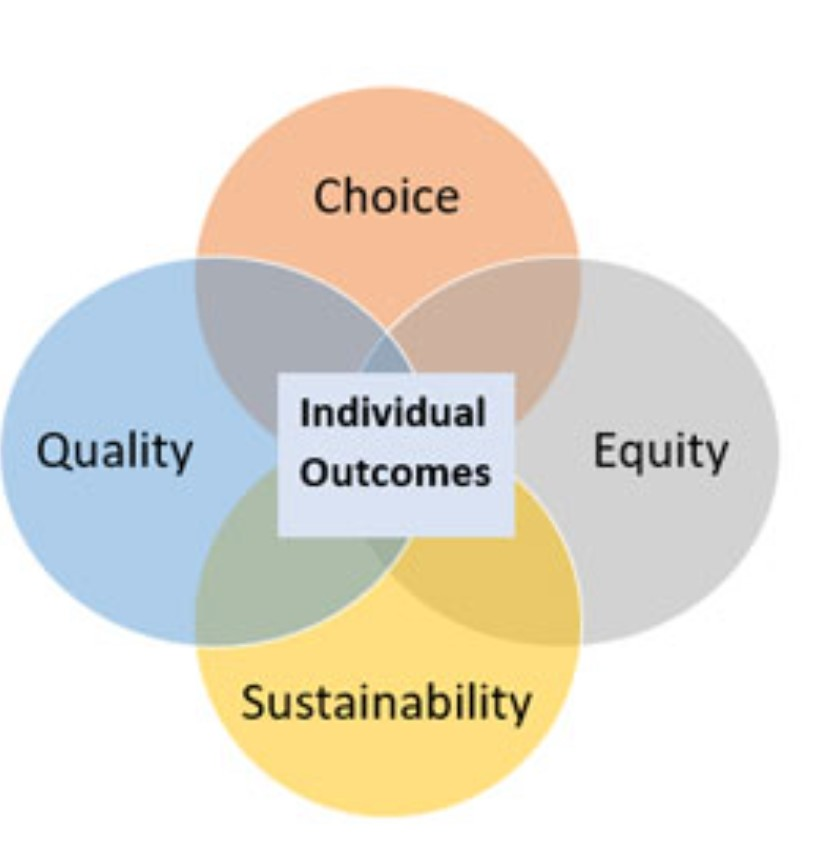 Choice
Quality
Individual
Outcomes
Equity
Sustainability